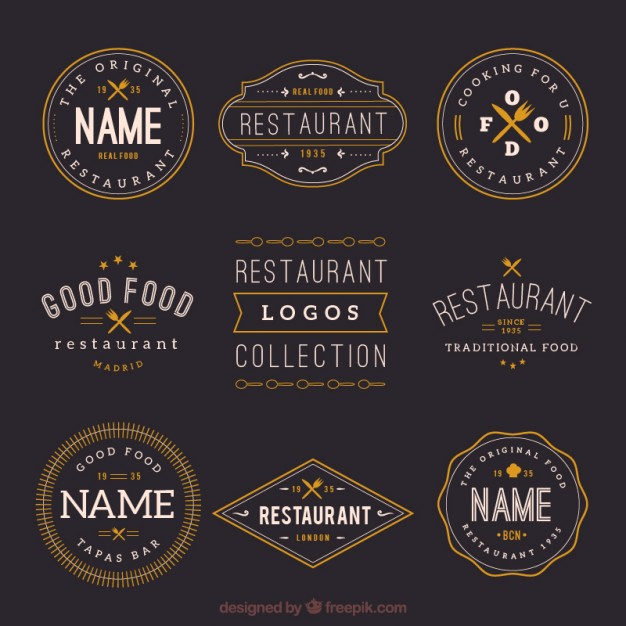 THE ORIGINAL
19 35
NAME
REAL FOOD
RESTAURANT
REAL FOOD
RESTAURANT
1935
COOKING FOR U
O
F O
D
RESTAURANT
GOOD FOOD
restaurant
MADRID
RESTAURANT
LOGOS
COLLECTION
RESTAURANT
SINCE
1935
TRADITIONAL FOOD
GOOD FOOD
19 35
NAME
TAPAS BAR
19 35
RESTAURANT
LONDON
THE ORIGINAL FOOD
19 35
NAME
•BCN•
RESTAURANT 1935
designed by freepik.com